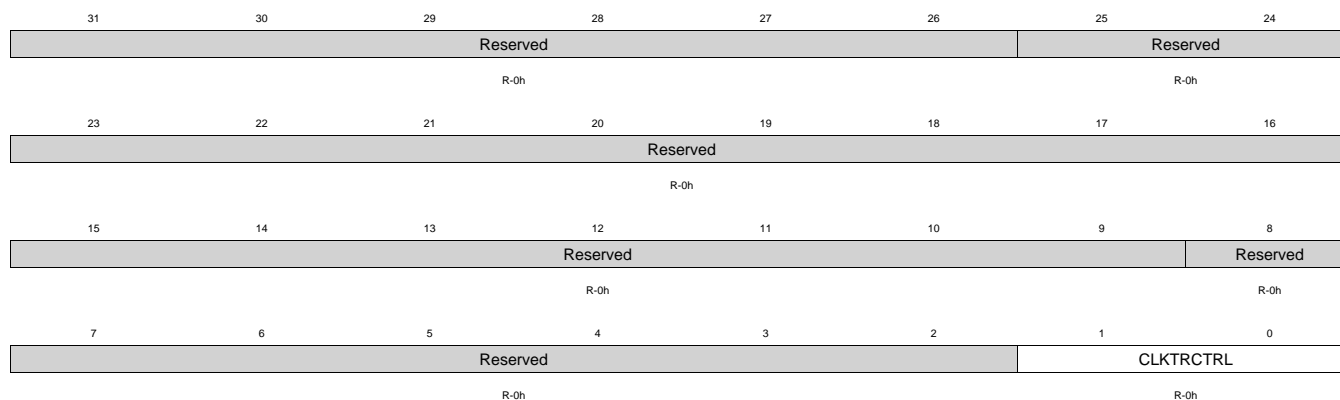 31 30 29 28 27 26 25 24
Reserved Reserved
R-0h R-0h
23 22 21 20 19 18 17 16
Reserved
R-0h
15 14 13 12 11 10 9 8
Reserved Reserved
R-0h R-0h
7 6 5 4 3 2 1 0
Reserved CLKTRCTRL
R-0h R-0h